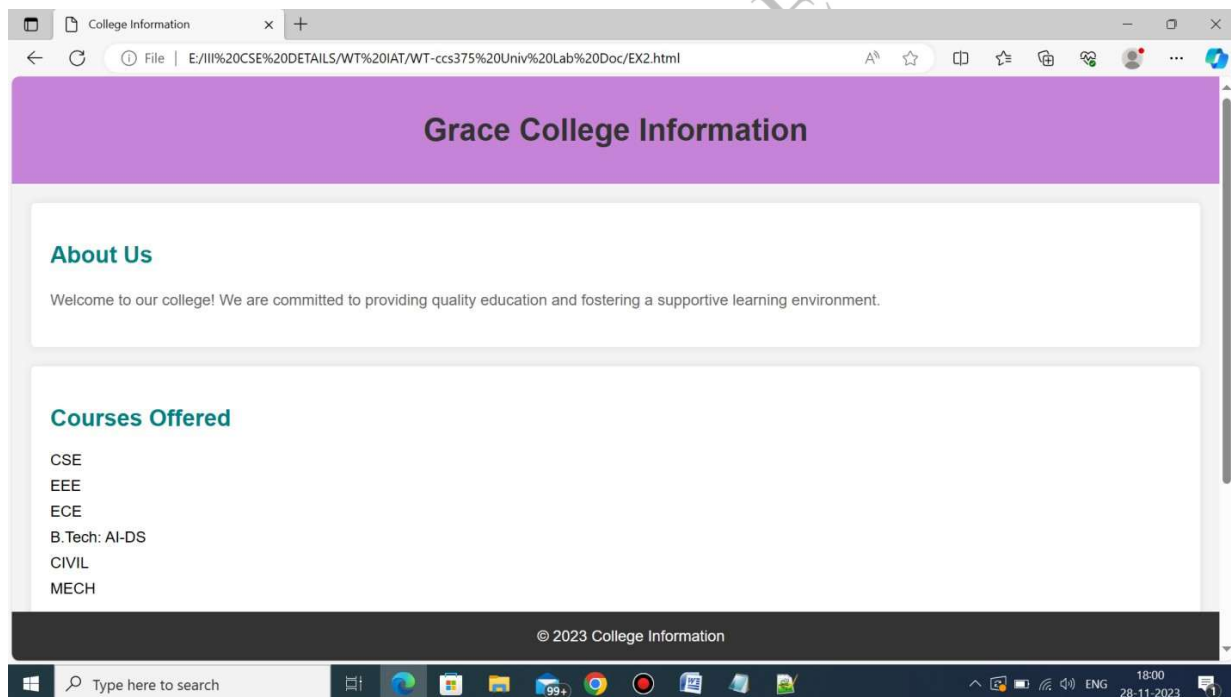 College Information
File | E:/III%20CSE%20DETAILS/WT%20IAT/WT-ccs375%20Univ%20Lab%20Doc/EX2.html
Grace College Information
About Us
Welcome to our college! We are committed to providing quality education and fostering a supportive learning environment.
Courses Offered
CSE
EEE
ECE
B.Tech: AI-DS
CIVIL
MECH
© 2023 College Information
Type here to search
99+
ENG
18:00
28-11-2023